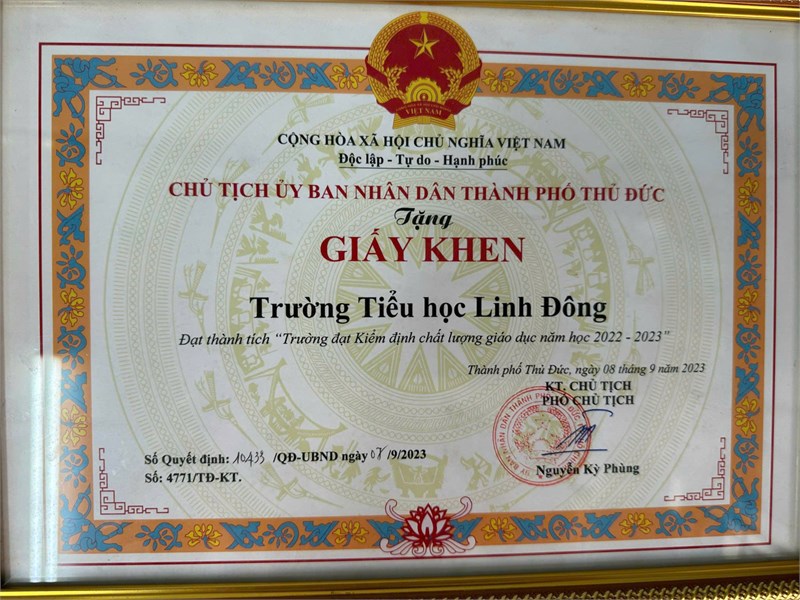 VIỆT NAM
CỘNG HÒA XÃ HỘI CHỦ NGHĨA VIỆT NAM
Độc lập - Tự do - Hạnh phúc
CHỦ TỊCH ỦY BAN NHÂN DÂN THÀNH PHỐ THỦ ĐỨC
Tặng
GIẤY KHEN
Trường Tiểu học Linh Đông
Đạt thành tích “Trường đạt Kiểm định chất lượng giáo dục năm học 2022 - 2023”
Thành phố Thủ Đức, ngày 08 tháng 9 năm 2023
KT. CHỦ TỊCH
PHÓ CHỦ TỊCH
Nguyễn Kỳ Phùng
Số Quyết định: 10433 /QĐ-UBND ngày /9/2023
Số: 4771/TĐ-KT.